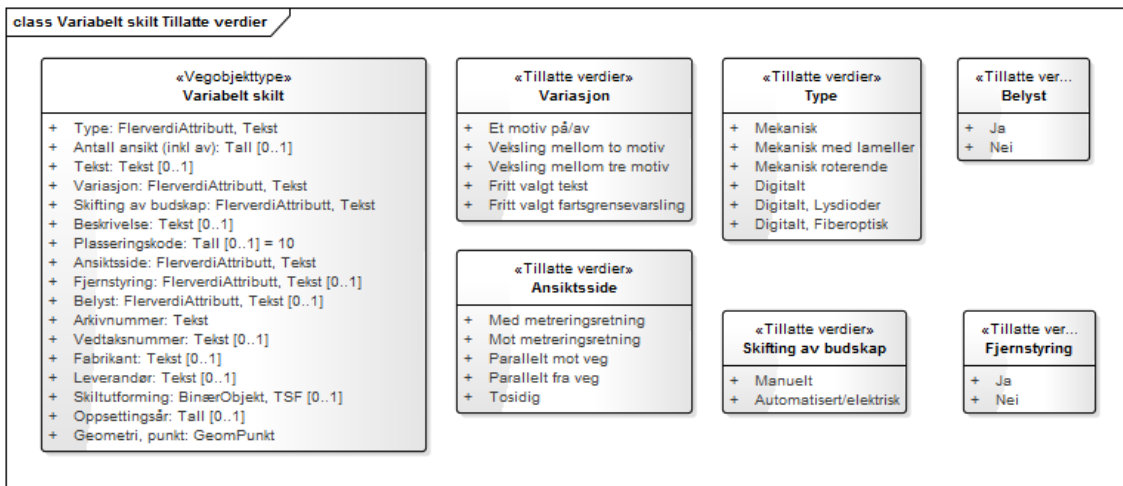 class Variabelt skilt Tillatte verdier
«Vegobjekttype»
Variabelt skilt
+ Type: FlerverdiAttributt, Tekst
+ Antall ansikt (inkl av): Tall [0..1]
+ Tekst: Tekst [0..1]
+ Variasjon: FlerverdiAttributt, Tekst
+ Skifting av budskap: FlerverdiAttributt, Tekst
+ Beskrivelse: Tekst [0..1]
+ Plasseringskode: Tall [0..1] = 10
+ Ansiktsside: FlerverdiAttributt, Tekst
+ Fjernstyring: FlerverdiAttributt, Tekst [0..1]
+ Belyst: FlerverdiAttributt, Tekst [0..1]
+ Arkivnummer: Tekst
+ Vedtaksnummer: Tekst [0..1]
+ Fabrikant: Tekst [0..1]
+ Leverandør: Tekst [0..1]
+ Skiltutforming: BinærObjekt, TSF [0..1]
+ Oppsettingsår: Tall [0..1]
+ Geometri, punkt: GeomPunkt
«Tillatte verdier»
Variasjon
+ Et motiv på/av
+ Veksling mellom to motiv
+ Veksling mellom tre motiv
+ Fritt valgt tekst
+ Fritt valgt fartsgrensevarsling
«Tillatte verdier»
Type
+ Mekanisk
+ Mekanisk med lameller
+ Mekanisk roterende
+ Digitalt
+ Digitalt, Lysdioder
+ Digitalt, Fiberoptisk
«Tillatte ver...
Belyst
+ Ja
+ Nei
«Tillatte verdier»
Ansiktsside
+ Med metreringsretning
+ Mot metreringsretning
+ Parallelt mot veg
+ Parallelt fra veg
+ Tosidig
«Tillatte verdier»
Skifting av budskap
+ Manuelt
+ Automatisert/elektrisk
«Tillatte ver...
Fjernstyring
+ Ja
+ Nei